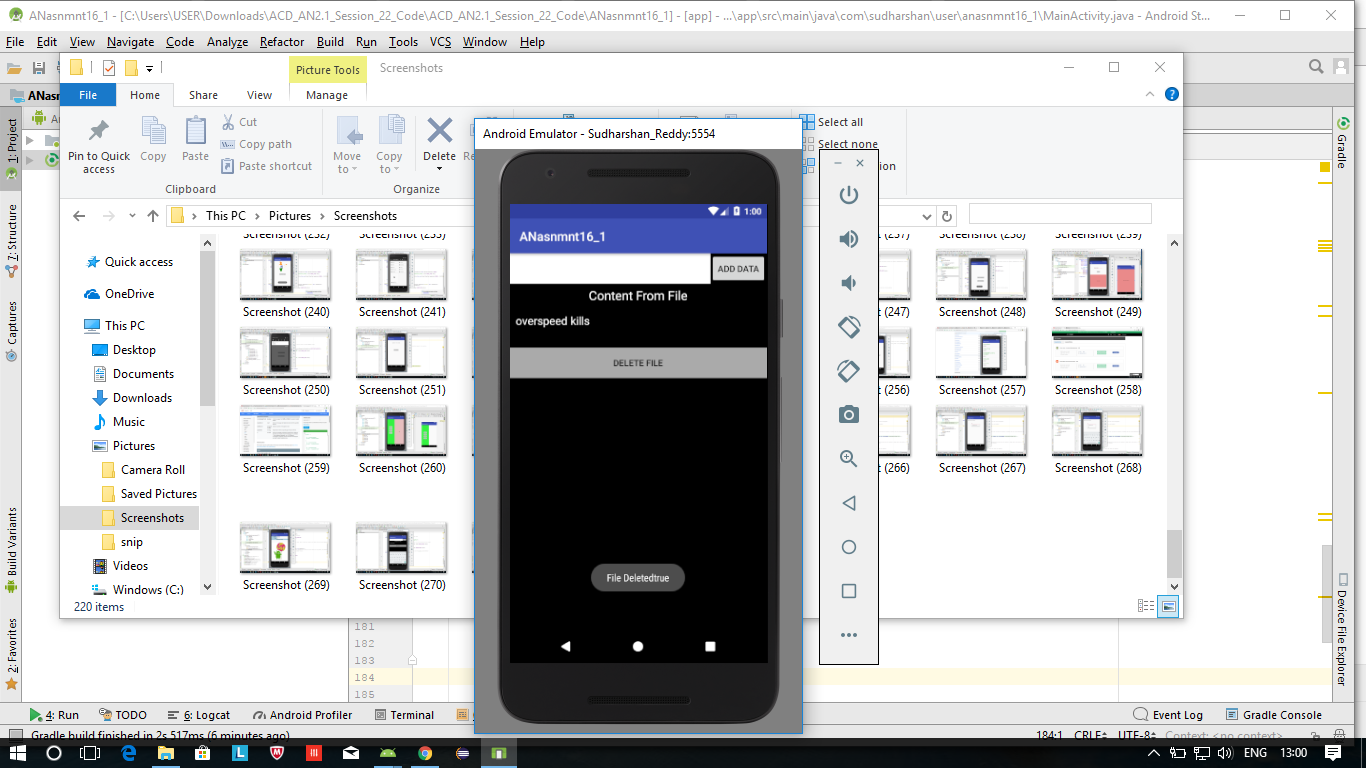 ANasnmnt16_1 - [C:\Users\USER\Downloads\ACD_AN2.1_Session_22_Code\ACD_AN2.1_Session_22_Code\ANasnmnt16_1] - [app] - ...\app\src\main\java\com\sudharshan\user\anasnmnt16_1\MainActivity.java - Android St...
File Edit View Navigate Code Analyze Refactor Build Run Tools VCS Window Help
Picture Tools Screenshots
File Home Share View Manage
ANasn
1: Project
Z: Structure
Captures
Build Variants
2: Favorites
Gradle
Device File Explorer
Pin to Quick access
Copy
Paste
Cut
Copy path
Paste shortcut
Clipboard
Move to
Copy to
Delete
Organize
Select all
Select none
This PC > Pictures > Screenshots
Quick access
OneDrive
This PC
Desktop
Documents
Downloads
Music
Pictures
Camera Roll
Saved Pictures
Screenshots
snip
Videos
Windows (C:)
220 items
Screenshot (240) Screenshot (241) (247) Screenshot (248) Screenshot (249)
Screenshot (250) Screenshot (251) (256) Screenshot (257) Screenshot (258)
Screenshot (259) Screenshot (260) (266) Screenshot (267) Screenshot (268)
Screenshot (269) Screenshot (270)
Android Emulator - Sudharshan_Reddy:5554
1:00
ANasnmnt16_1
ADD DATA
Content From File
overspeed kills
DELETE FILE
File Deletedtrue
181
182
183
184
185
4: Run TODO 6: Logcat Android Profiler Terminal Event Log Gradle Console
Gradle build finished in 2s 517ms (6 minutes ago) 184:1 CRLF UTF-8 Context: <no context>
ENG 13:00